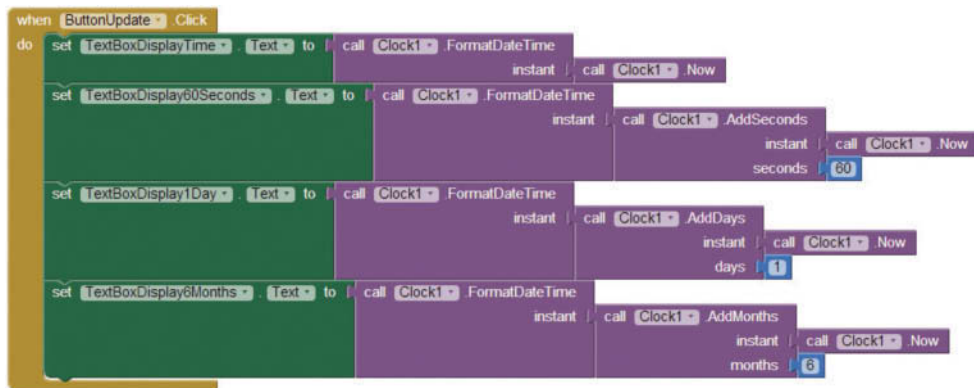 when ButtonUpdate .Click
do set TextBoxDisplayTime . Text to call Clock1 .FormatDateTime
instant call Clock1 .Now
set TextBoxDisplay60Seconds . Text to call Clock1 .FormatDateTime
instant call Clock1 .AddSeconds
instant call Clock1 .Now
seconds 60
set TextBoxDisplay1Day . Text to call Clock1 .FormatDateTime
instant call Clock1 .AddDays
instant call Clock1 .Now
days 1
set TextBoxDisplay6Months . Text to call Clock1 .FormatDateTime
instant call Clock1 .AddMonths
instant call Clock1 .Now
months 6